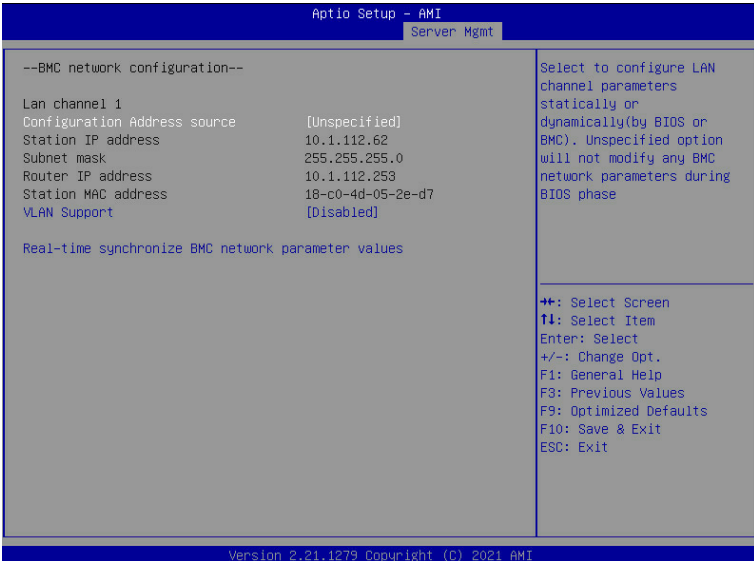 Aptio Setup – AMI
Server Mgmt
--BMC network configuration--
Lan channel 1
Configuration Address source [Unspecified]
Station IP address 10.1.112.62
Subnet mask 255.255.255.0
Router IP address 10.1.112.253
Station MAC address 18-c0-4d-05-2e-d7
VLAN Support [Disabled]
Real-time synchronize BMC network parameter values
Select to configure LAN
channel parameters
statically or
dynamically(by BIOS or
BMC). Unspecified option
will not modify any BMC
network parameters during
BIOS phase
→←: Select Screen
↑↓: Select Item
Enter: Select
+/-: Change Opt.
F1: General Help
F3: Previous Values
F9: Optimized Defaults
F10: Save & Exit
ESC: Exit
Version 2.21.1279 Copyright (C) 2021 AMI